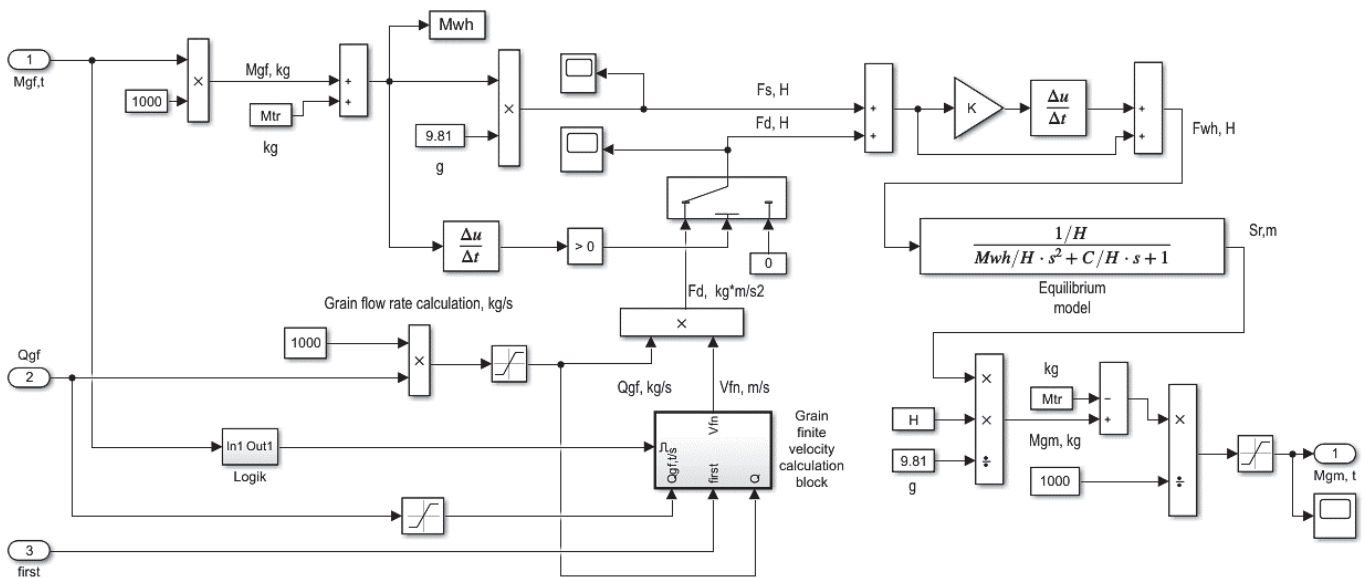 1
Mgf,t
1000
×
Mgf, kg
Mtr
kg
+
+
Mwh
9.81
g
×
Fs, H
Fd, H
+
+
K
Δu
Δt
+
+
Fwh, H
Δu
Δt
> 0
0
Fd, kg*m/s2
×
1/H
Mwh/H · s² + C/H · s + 1
Equilibrium
model
Sr,m
Grain flow rate calculation, kg/s
1000
×
Qgf
2
Qgf, kg/s
Vfn, m/s
In1 Out1
Logik
Vfn
Qgf,t/s
first
Q
Grain
finite
velocity
calculation
block
3
first
×
×
÷
H
9.81
g
kg
Mtr
−
+
Mgm, kg
1000
×
÷
1
Mgm, t